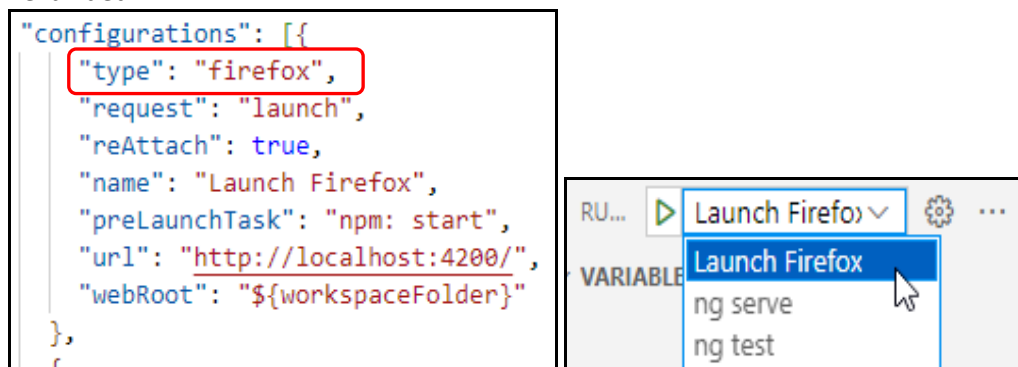 "configurations": [{
"type": "firefox",
"request": "launch",
"reAttach": true,
"name": "Launch Firefox",
"preLaunchTask": "npm: start",
"url": "http://localhost:4200/",
"webRoot": "${workspaceFolder}"
},
{
RU... Launch Firefox
VARIABLE
Launch Firefox
ng serve
ng test